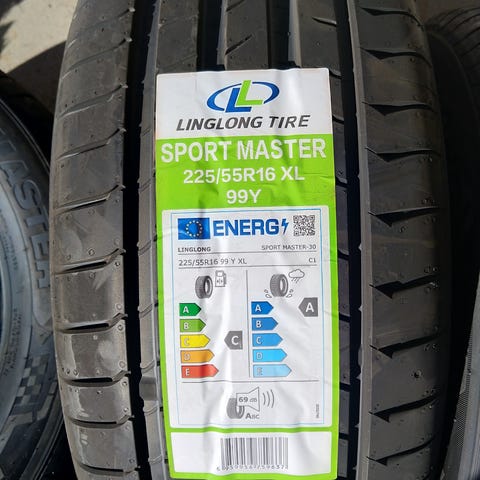 LINGLONG TIRE
SPORT MASTER
225/55R16 XL
99Y
ENERG
LINGLONG SPORT MASTER-30
225/55R16 99 Y XL C1
A A
B B
C C C
D D
E E
69 dB
ABC
MASTER